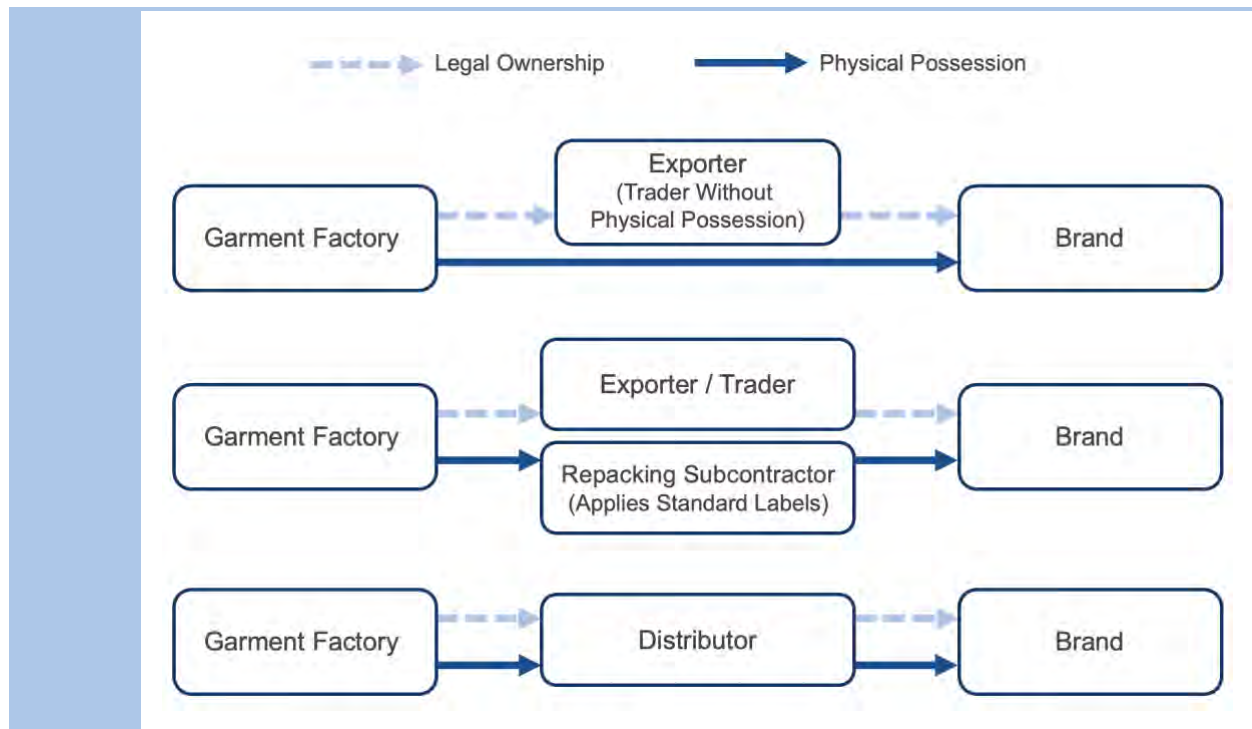 Legal Ownership
Physical Possession
Exporter
(Trader Without
Physical Possession)
Garment Factory
Brand
Exporter / Trader
Garment Factory
Brand
Repacking Subcontractor
(Applies Standard Labels)
Garment Factory
Distributor
Brand